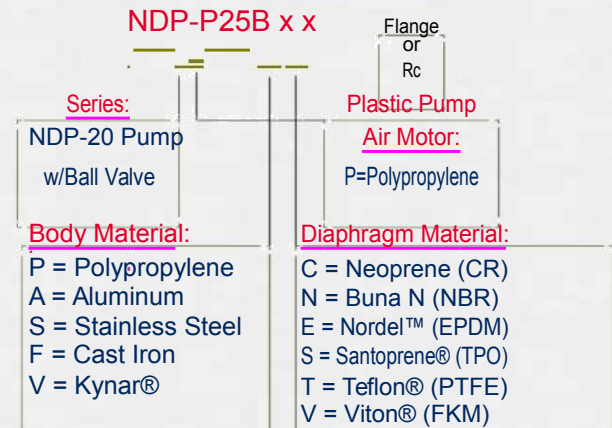 NDP-P25B x x
Flange
or
Rc
Series:
NDP-20 Pump
w/Ball Valve
Plastic Pump
Air Motor:
P=Polypropylene
Body Material:
P = Polypropylene
A = Aluminum
S = Stainless Steel
F = Cast Iron
V = Kynar®
Diaphragm Material:
C = Neoprene (CR)
N = Buna N (NBR)
E = Nordel™ (EPDM)
S = Santoprene® (TPO)
T = Teflon® (PTFE)
V = Viton® (FKM)